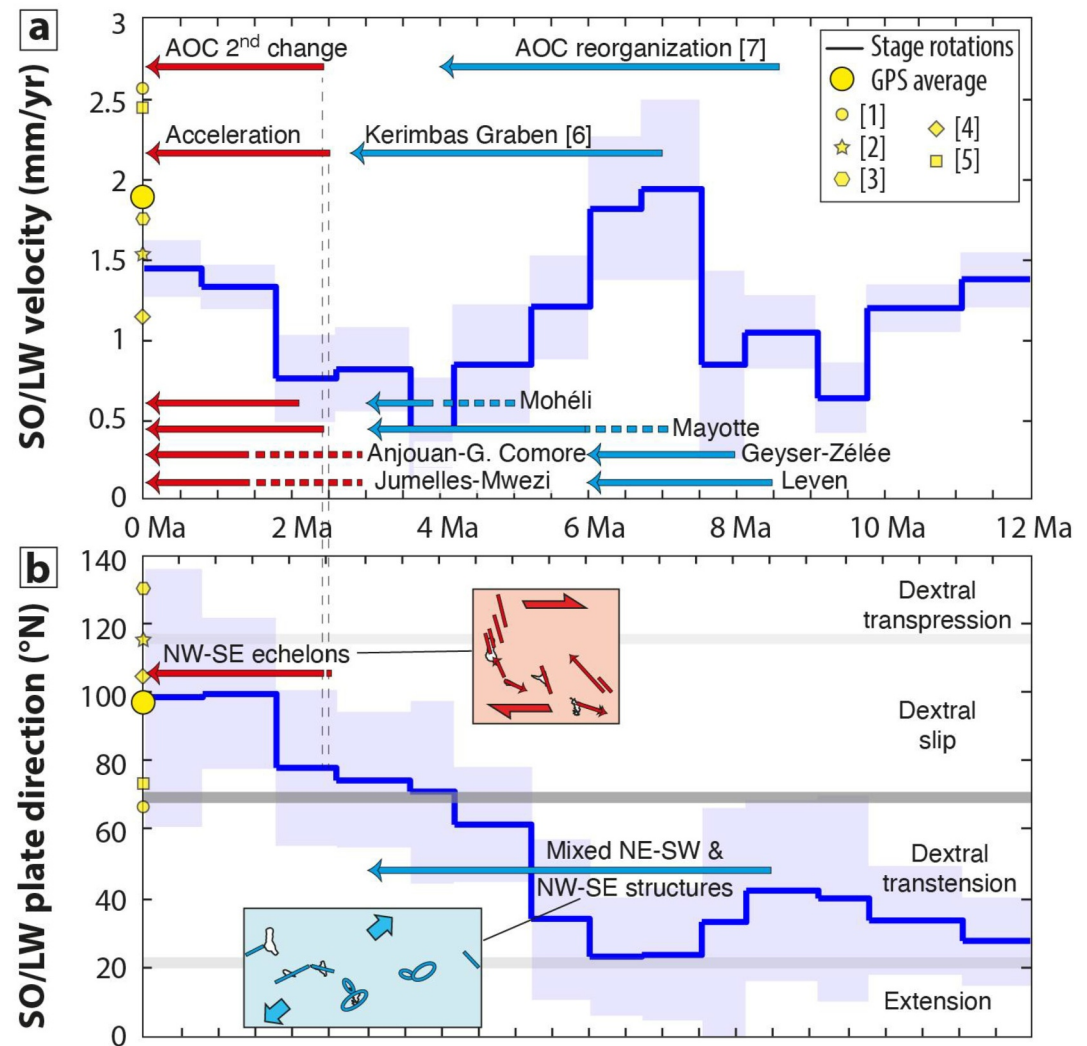 a
SO/LW velocity (mm/yr)
3
2.5
2
1.5
1
0.5
0
AOC 2nd change
AOC reorganization [7]
Acceleration
Kerimbas Graben [6]
Stage rotations
GPS average
[1]
[2]
[3]
[4]
[5]
Mohéli
Mayotte
Anjouan-G. Comore
Geyser-Zélée
Jumelles-Mwezi
Leven
0 Ma
2 Ma
4 Ma
6 Ma
8 Ma
10 Ma
12 Ma
b
SO/LW plate direction (°N)
140
120
100
80
60
40
20
0
NW-SE echelons
Dextral
transpression
Dextral
slip
Mixed NE-SW &
NW-SE structures
Dextral
transtension
Extension